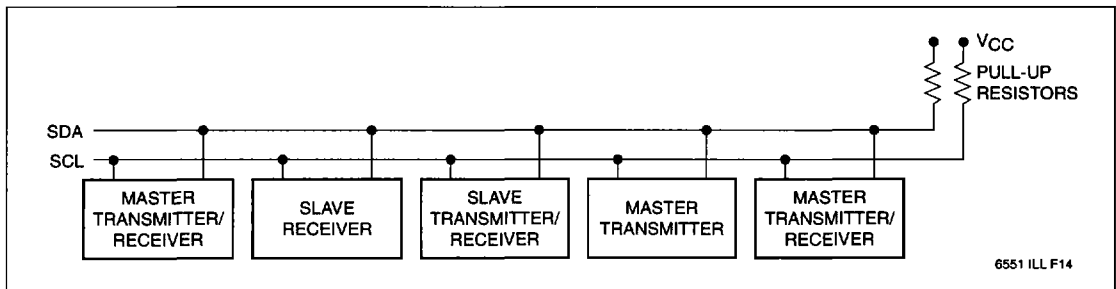 VCC
PULL-UP
RESISTORS
SDA
SCL
MASTER
TRANSMITTER/
RECEIVER
SLAVE
RECEIVER
SLAVE
TRANSMITTER/
RECEIVER
MASTER
TRANSMITTER
MASTER
TRANSMITTER/
RECEIVER
6551 ILL F14